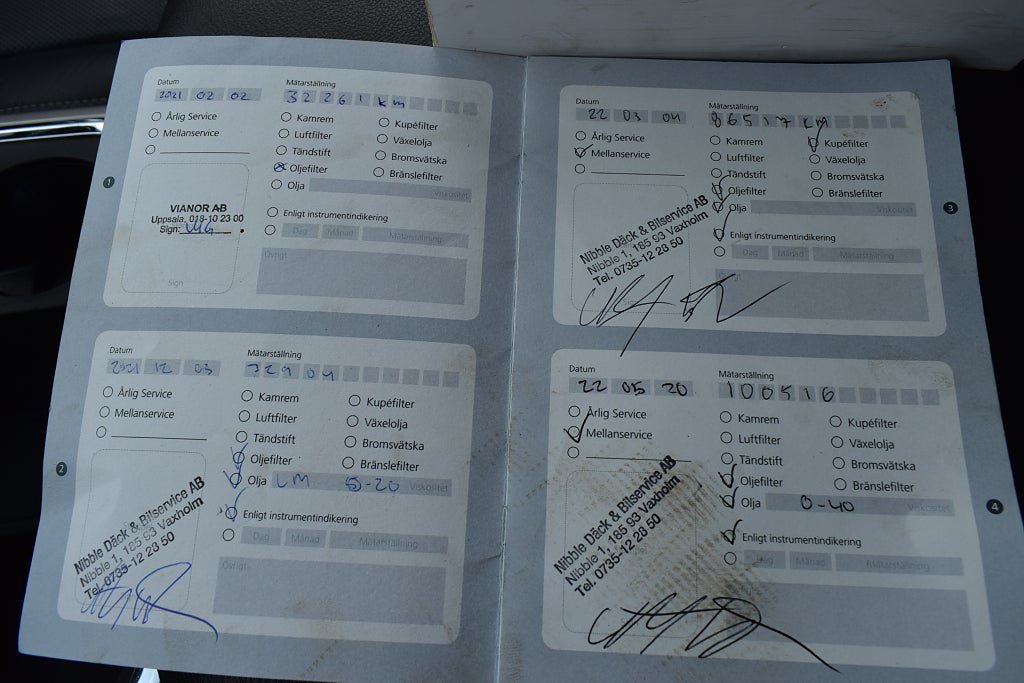 Datum
2021 02 02
Mätarställning
32261 km
Årlig Service
Mellanservice
Kamrem
Luftfilter
Tändstift
Oljefilter
Olja
Viskositet
Kupéfilter
Växelolja
Bromsvätska
Bränslefilter
Enligt instrumentindikering
Dag Månad Mätarställning
Övrigt
VIANOR AB
Uppsala, 018-10 23 00
Sign:
Sign
1
Datum
2021 12 03
Mätarställning
72904
Årlig Service
Mellanservice
Kamrem
Luftfilter
Tändstift
Oljefilter
Olja LM 5-20 Viskositet
Kupéfilter
Växelolja
Bromsvätska
Bränslefilter
Enligt instrumentindikering
Dag Månad Mätarställning
Övrigt
Nibble Däck & Bilservice AB
Nibble 1, 185 93 Vaxholm
Tel. 0735-12 28 50
2
Datum
22 03 04
Mätarställning
86517 KM
Årlig Service
Mellanservice
Kamrem
Luftfilter
Tändstift
Oljefilter
Olja
Viskositet
Kupéfilter
Växelolja
Bromsvätska
Bränslefilter
Enligt instrumentindikering
Dag Månad Mätarställning
Nibble Däck & Bilservice AB
Nibble 1, 185 93 Vaxholm
Tel. 0735-12 28 50
3
Datum
22 05 20
Mätarställning
100516
Årlig Service
Mellanservice
Kamrem
Luftfilter
Tändstift
Oljefilter
Olja 0-40 Viskositet
Kupéfilter
Växelolja
Bromsvätska
Bränslefilter
Enligt instrumentindikering
Dag Månad Mätarställning
Nibble Däck & Bilservice AB
Nibble 1, 185 93 Vaxholm
Tel. 0735-12 28 50
4